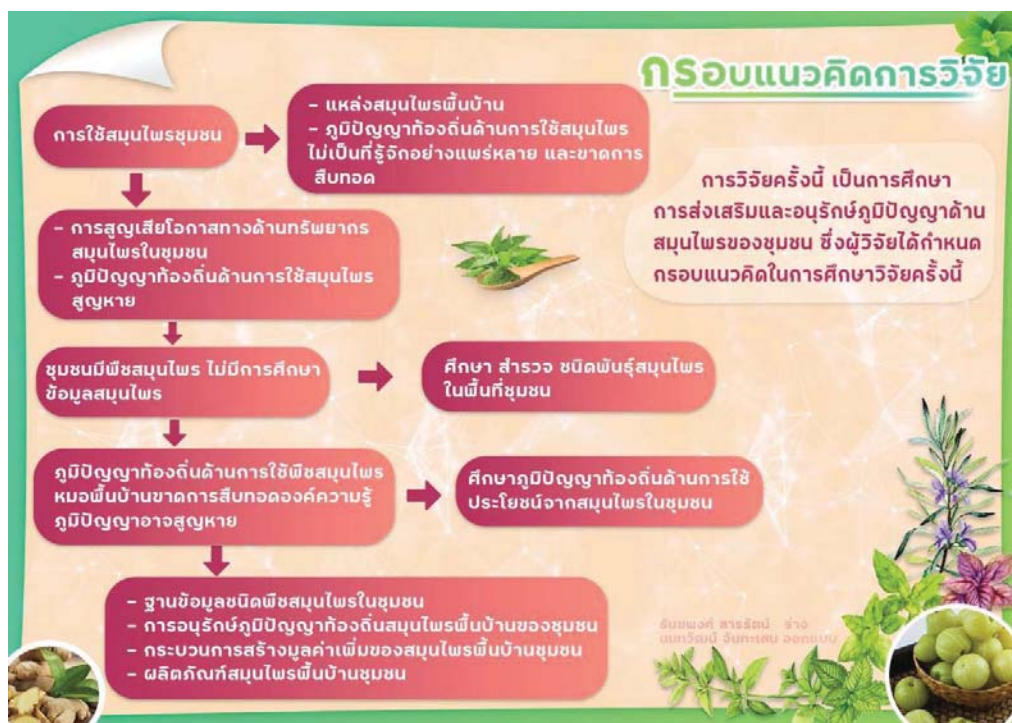 กรอบแนวคิดการวิจัย
การใช้สมุนไพรชุมชน
- แหล่งสมุนไพรพื้นบ้าน
- ภูมิปัญญาท้องถิ่นด้านการใช้สมุนไพร
ไม่เป็นที่รู้จักอย่างแพร่หลาย และขาดการ
สืบทอด
การวิจัยครั้งนี้ เป็นการศึกษา
การส่งเสริมและอนุรักษ์ภูมิปัญญาด้าน
สมุนไพรของชุมชน ซึ่งผู้วิจัยได้กำหนด
กรอบแนวคิดในการศึกษาวิจัยครั้งนี้
- การสูญเสียโอกาสทางด้านทรัพยากร
สมุนไพรในชุมชน
- ภูมิปัญญาท้องถิ่นด้านการใช้สมุนไพร
สูญหาย
ชุมชนมีพืชสมุนไพร ไม่มีการศึกษา
ข้อมูลสมุนไพร
ศึกษา สำรวจ ชนิดพันธุ์สมุนไพร
ในพื้นที่ชุมชน
ภูมิปัญญาท้องถิ่นด้านการใช้พืชสมุนไพร
หมอพื้นบ้านขาดการสืบทอดองค์ความรู้
ภูมิปัญญาอาจสูญหาย
ศึกษาภูมิปัญญาท้องถิ่นด้านการใช้
ประโยชน์จากสมุนไพรในชุมชน
- ฐานข้อมูลชนิดพืชสมุนไพรในชุมชน
- การอนุรักษ์ภูมิปัญญาท้องถิ่นสมุนไพรพื้นบ้านของชุมชน
- กระบวนการสร้างมูลค่าเพิ่มของสมุนไพรพื้นบ้านชุมชน
- ผลิตภัณฑ์สมุนไพรพื้นบ้านชุมชน
สารรัตน์ ร่าง
ออกแบบ